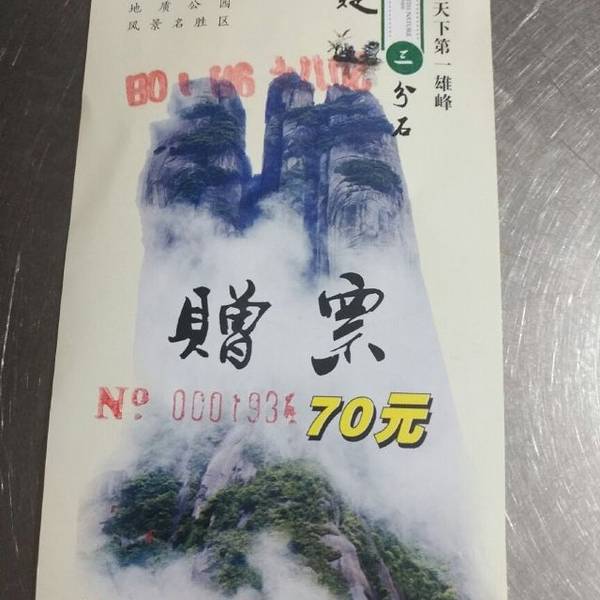 地质公园
风景名胜区
天下第一雄峰
三分石
赠票
№ 000193
70元